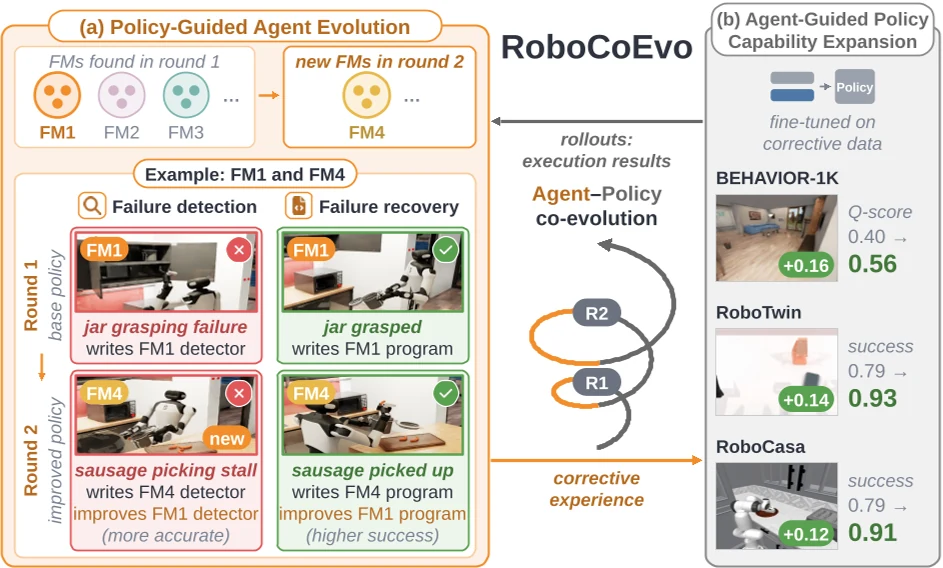 (a) Policy-Guided Agent Evolution
FMs found in round 1
FM1
FM2
FM3
...
new FMs in round 2
FM4
...
Example: FM1 and FM4
Failure detection
Failure recovery
Round 1
base policy
FM1
jar grasping failure
writes FM1 detector
FM1
jar grasped
writes FM1 program
Round 2
improved policy
FM4
new
sausage picking stall
writes FM4 detector
improves FM1 detector
(more accurate)
FM4
sausage picked up
writes FM4 program
improves FM1 program
(higher success)
RoboCoEvo
rollouts:
execution results
Agent–Policy
co-evolution
R2
R1
corrective
experience
(b) Agent-Guided Policy
Capability Expansion
Policy
fine-tuned on
corrective data
BEHAVIOR-1K
+0.16
Q-score
0.40 →
0.56
RoboTwin
+0.14
success
0.79 →
0.93
RoboCasa
+0.12
success
0.79 →
0.91